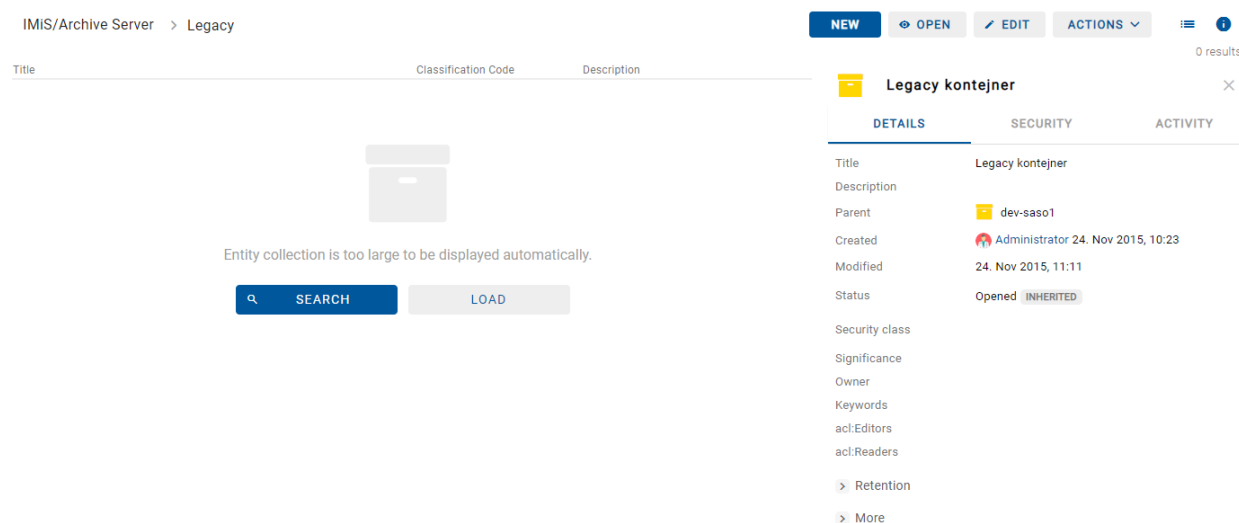 IMiS/Archive Server > Legacy
NEW OPEN EDIT ACTIONS
0 results
Title Classification Code Description
Entity collection is too large to be displayed automatically.
SEARCH LOAD
Legacy kontejner
DETAILS SECURITY ACTIVITY
Title Legacy kontejner
Description
Parent dev-saso1
Created Administrator 24. Nov 2015, 10:23
Modified 24. Nov 2015, 11:11
Status Opened INHERITED
Security class
Significance
Owner
Keywords
acl:Editors
acl:Readers
> Retention
> More